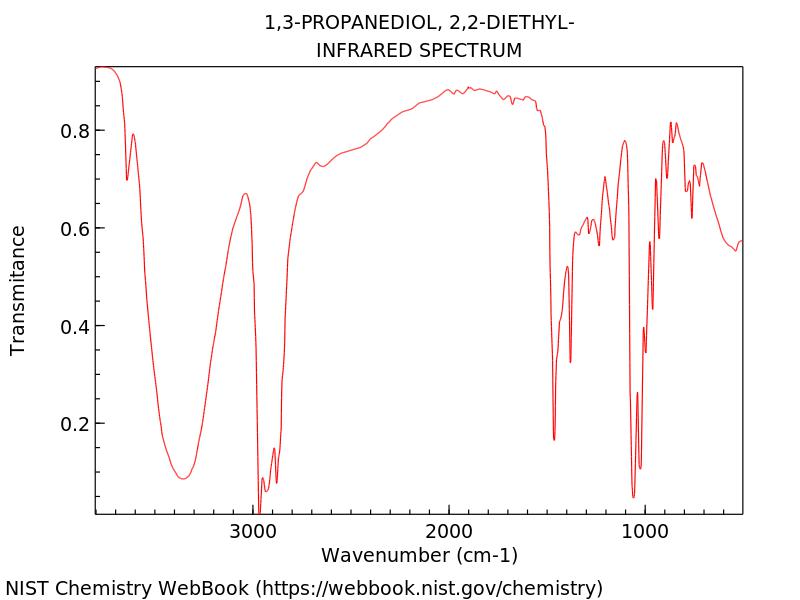 1,3-PROPANEDIOL, 2,2-DIETHYL-
INFRARED SPECTRUM
Transmitance
0.8
0.6
0.4
0.2
3000 2000 1000
Wavenumber (cm-1)
NIST Chemistry WebBook (https://webbook.nist.gov/chemistry)